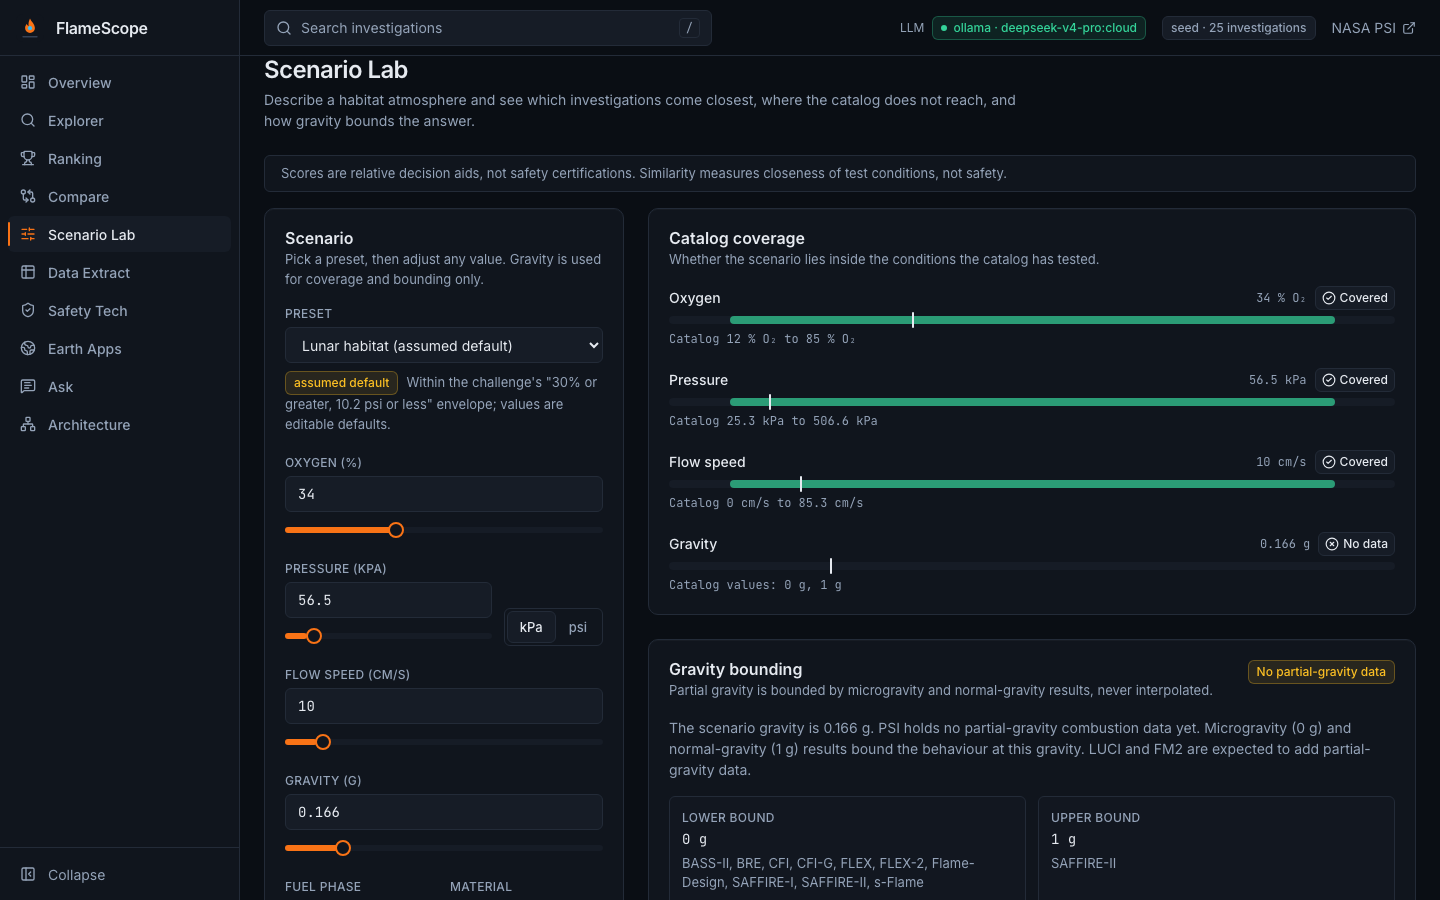 FlameScope
Search investigations
/
LLM
ollama · deepseek-v4-pro:cloud
seed · 25 investigations
NASA PSI
Overview
Explorer
Ranking
Compare
Scenario Lab
Data Extract
Safety Tech
Earth Apps
Ask
Architecture
Collapse
Scenario Lab
Describe a habitat atmosphere and see which investigations come closest, where the catalog does not reach, and
how gravity bounds the answer.
Scores are relative decision aids, not safety certifications. Similarity measures closeness of test conditions, not safety.
Scenario
Pick a preset, then adjust any value. Gravity is used
for coverage and bounding only.
PRESET
Lunar habitat (assumed default)
assumed default Within the challenge's "30% or
greater, 10.2 psi or less" envelope; values are
editable defaults.
OXYGEN (%)
34
PRESSURE (KPA)
56.5
kPa
psi
FLOW SPEED (CM/S)
10
GRAVITY (G)
0.166
FUEL PHASE
MATERIAL
Catalog coverage
Whether the scenario lies inside the conditions the catalog has tested.
Oxygen
34 % O₂
Covered
Catalog 12 % O₂ to 85 % O₂
Pressure
56.5 kPa
Covered
Catalog 25.3 kPa to 506.6 kPa
Flow speed
10 cm/s
Covered
Catalog 0 cm/s to 85.3 cm/s
Gravity
0.166 g
No data
Catalog values: 0 g, 1 g
Gravity bounding
No partial-gravity data
Partial gravity is bounded by microgravity and normal-gravity results, never interpolated.
The scenario gravity is 0.166 g. PSI holds no partial-gravity combustion data yet. Microgravity (0 g) and
normal-gravity (1 g) results bound the behaviour at this gravity. LUCI and FM2 are expected to add partial-
gravity data.
LOWER BOUND
0 g
BASS-II, BRE, CFI, CFI-G, FLEX, FLEX-2, Flame-
Design, SAFFIRE-I, SAFFIRE-II, s-Flame
UPPER BOUND
1 g
SAFFIRE-II